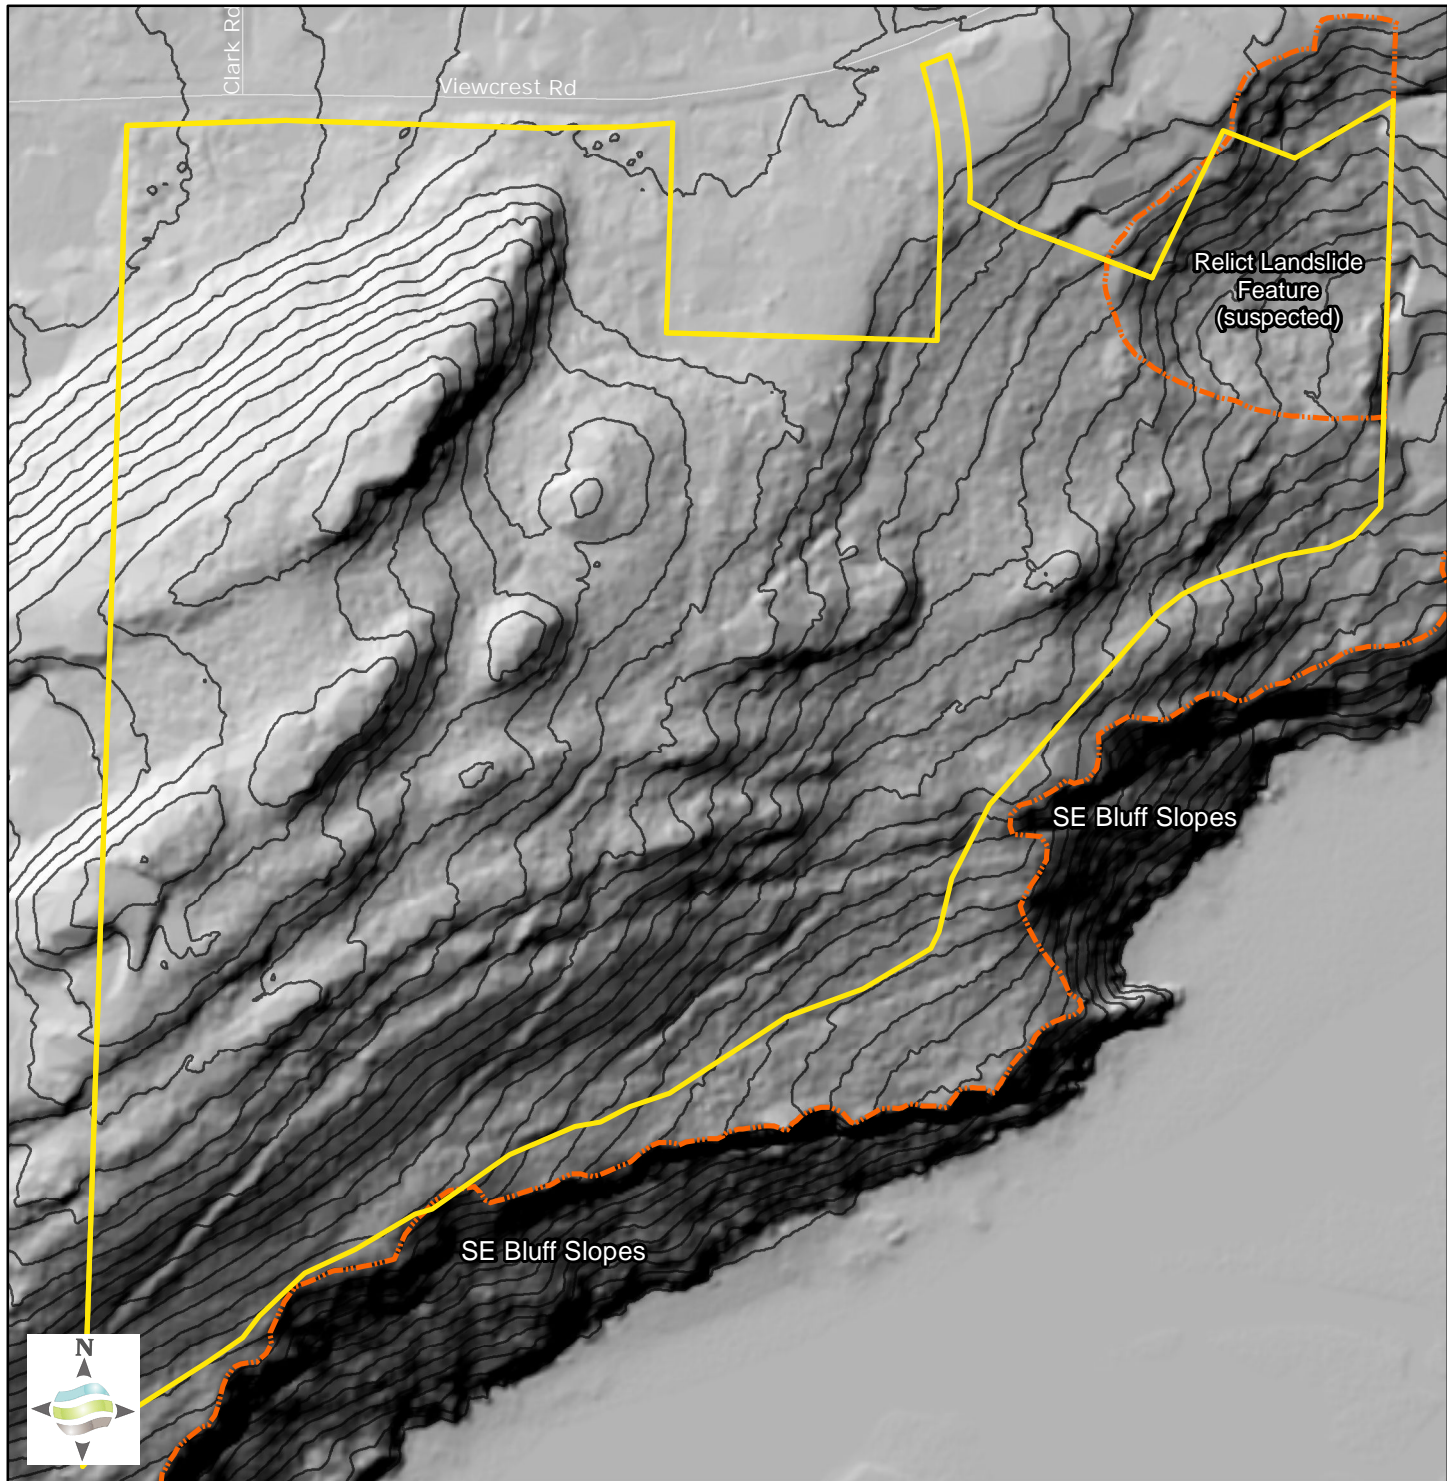 Clark Rd
Viewcrest Rd
Relict Landslide
Feature
(suspected)
SE Bluff Slopes
SE Bluff Slopes
N